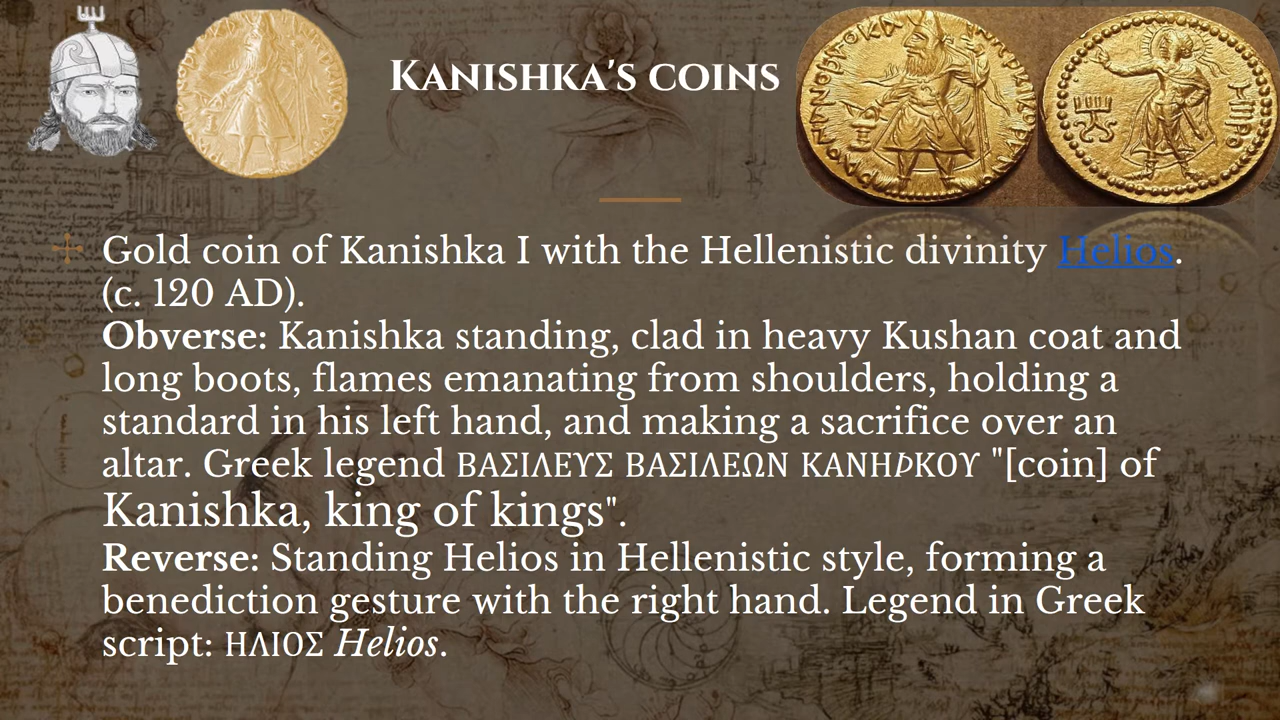 KANISHKA'S COINS
Gold coin of Kanishka I with the Hellenistic divinity Helios.
(c. 120 AD).
Obverse: Kanishka standing, clad in heavy Kushan coat and
long boots, flames emanating from shoulders, holding a
standard in his left hand, and making a sacrifice over an
altar. Greek legend ΒΑΣΙΛΕΥΣ ΒΑΣΙΛΕΩΝ ΚΑΝΗϷΚΟΥ "[coin] of
Kanishka, king of kings".
Reverse: Standing Helios in Hellenistic style, forming a
benediction gesture with the right hand. Legend in Greek
script: ΗΛΙΟΣ Helios.